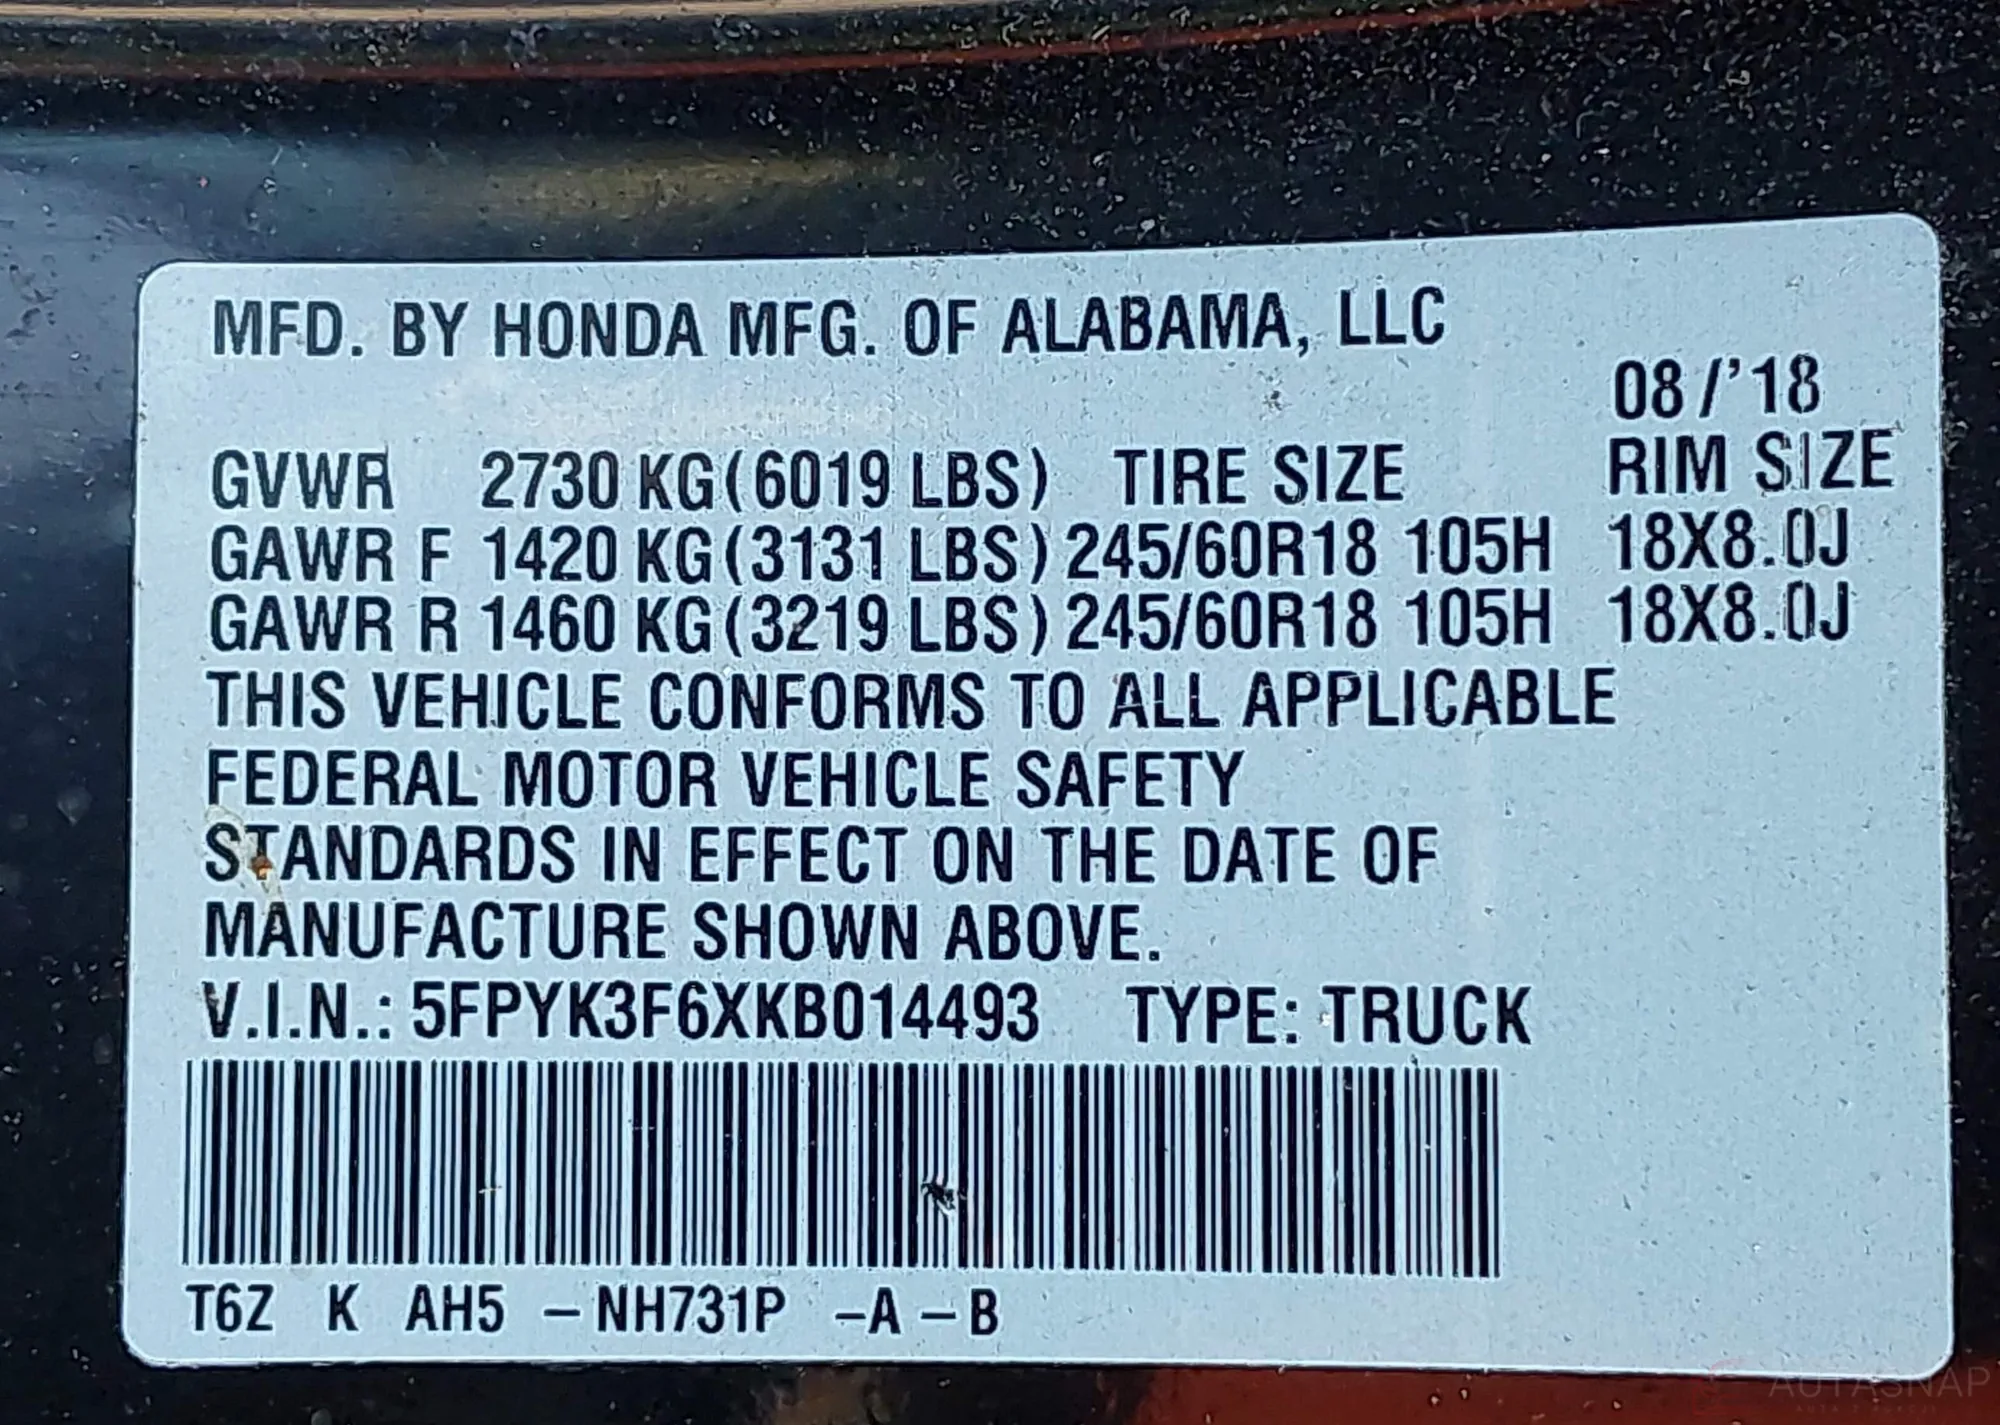 MFD. BY HONDA MFG. OF ALABAMA, LLC
08/'18
GVWR 2730 KG(6019 LBS) TIRE SIZE RIM SIZE
GAWR F 1420 KG(3131 LBS) 245/60R18 105H 18X8.0J
GAWR R 1460 KG(3219 LBS) 245/60R18 105H 18X8.0J
THIS VEHICLE CONFORMS TO ALL APPLICABLE
FEDERAL MOTOR VEHICLE SAFETY
STANDARDS IN EFFECT ON THE DATE OF
MANUFACTURE SHOWN ABOVE.
V.I.N.: 5FPYK3F6XKB014493 TYPE: TRUCK
T6Z K AH5 –NH731P –A –B
AUTASNAP